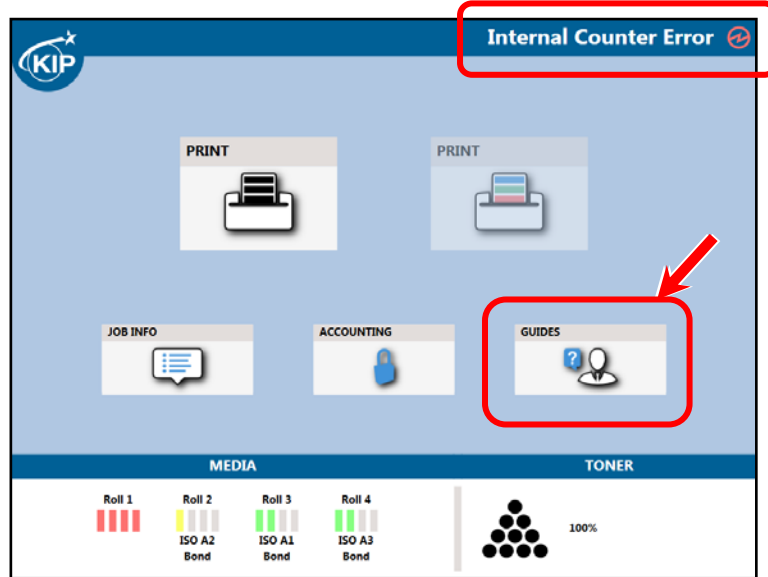 Internal Counter Error
KIP
PRINT
PRINT
JOB INFO
ACCOUNTING
GUIDES
?
MEDIA
TONER
Roll 1
Roll 2
Roll 3
Roll 4
ISO A2
Bond
ISO A1
Bond
ISO A3
Bond
100%